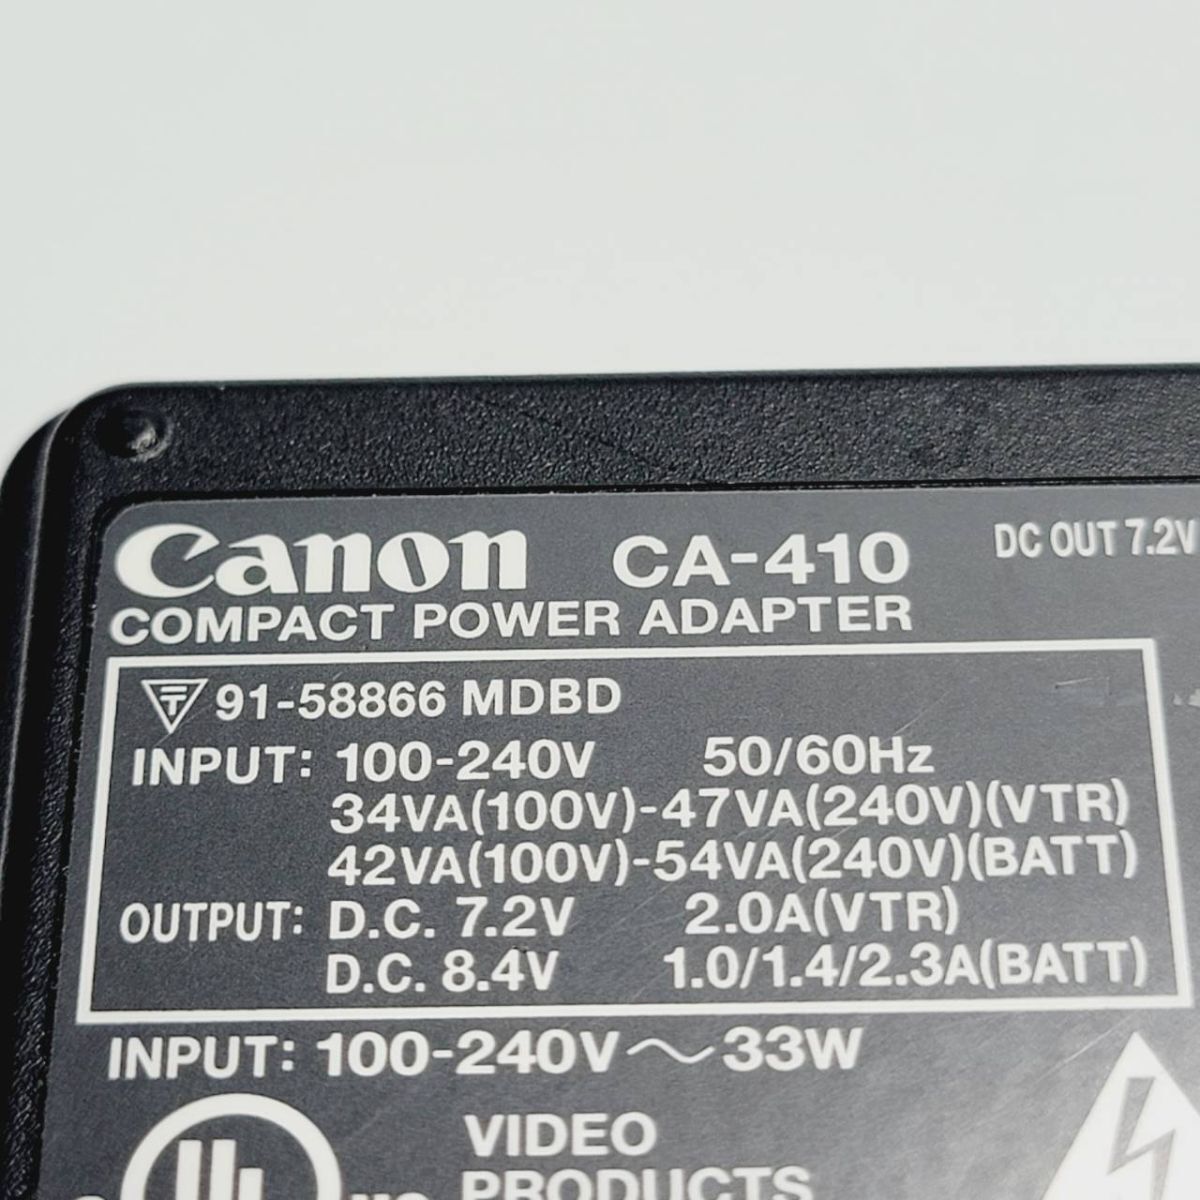 Canon CA-410 DC OUT 7.2V
COMPACT POWER ADAPTER
〒 91-58866 MDBD
INPUT: 100-240V 50/60Hz
34VA(100V)-47VA(240V)(VTR)
42VA(100V)-54VA(240V)(BATT)
OUTPUT: D.C. 7.2V 2.0A(VTR)
D.C. 8.4V 1.0/1.4/2.3A(BATT)
INPUT: 100-240V～33W
UL
VIDEO
PRODUCTS